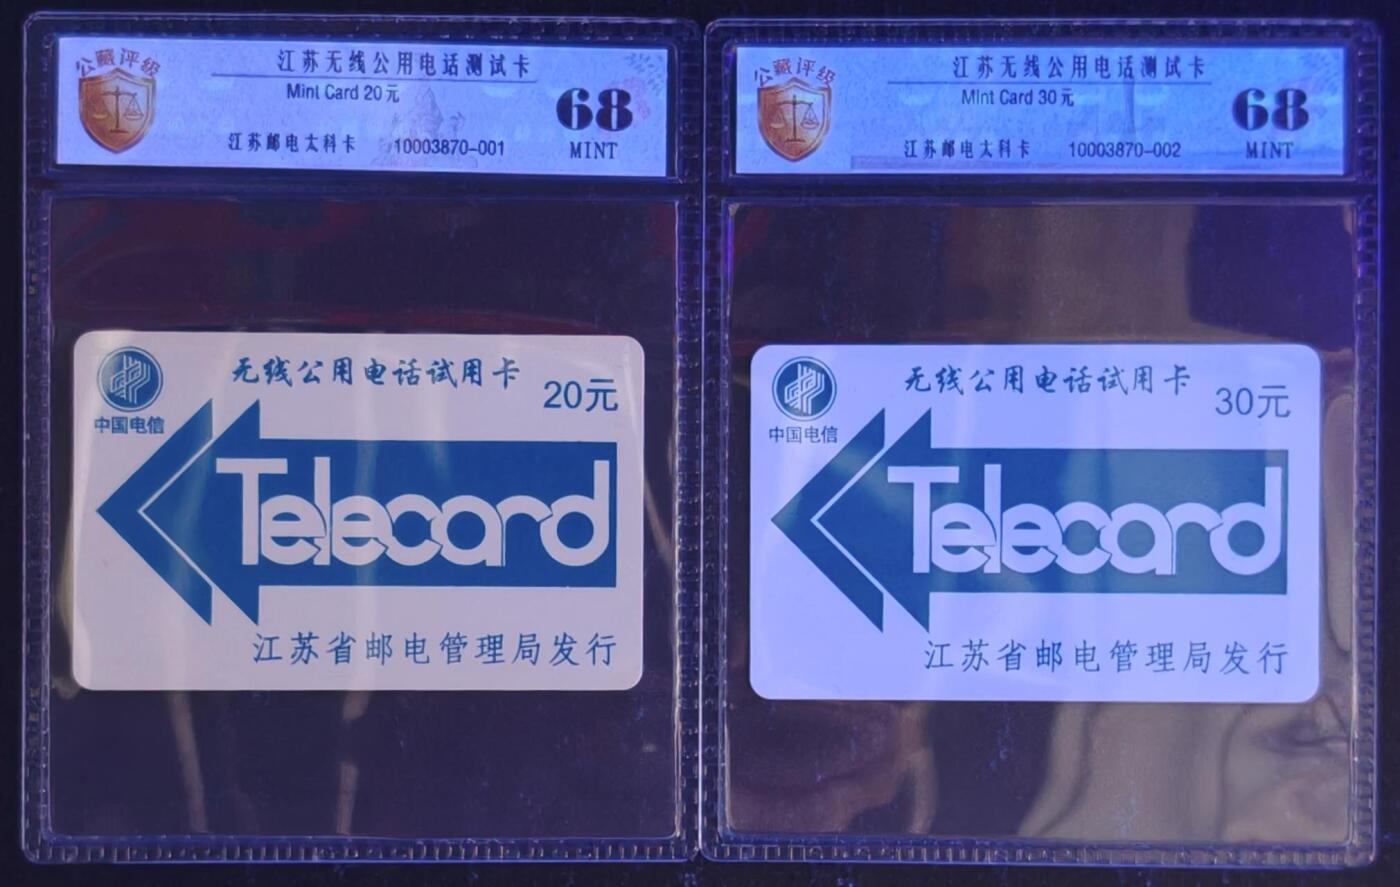 公藏评级
江苏无线公用电话测试卡
Mint Card 20元
68
江苏邮电太科卡 10003870-001
MINT
中国电信
无线公用电话试用卡
20元
Telecard
江苏省邮电管理局发行
公藏评级
江苏无线公用电话测试卡
Mint Card 30元
68
江苏邮电太科卡 10003870-002
MINT
中国电信
无线公用电话试用卡
30元
Telecard
江苏省邮电管理局发行